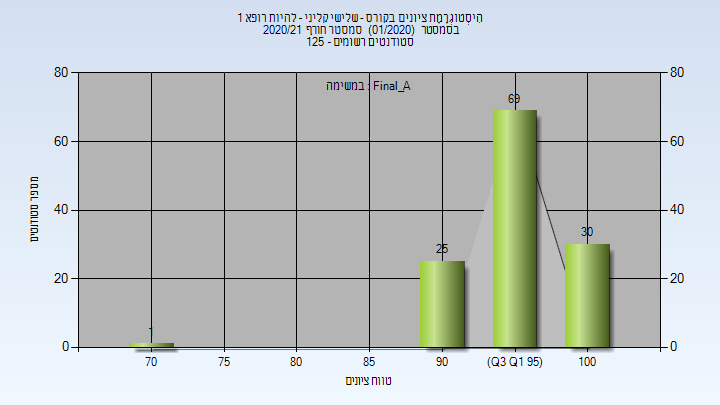 הִיסְטוֹגְרָמַת ציונים בקורס - שלישי קליני - להיות רופא 1
בסמסטר (01/2020) סמסטר חורף 2020/21
סטודנטים רשומים - 125
במשימה : Final_A
מספר סטודנטים
80 80
60 60
40 40
20 20
0 0
1 25 69 30
70 75 80 85 90 (Q3 Q1 95) 100
טווח ציונים